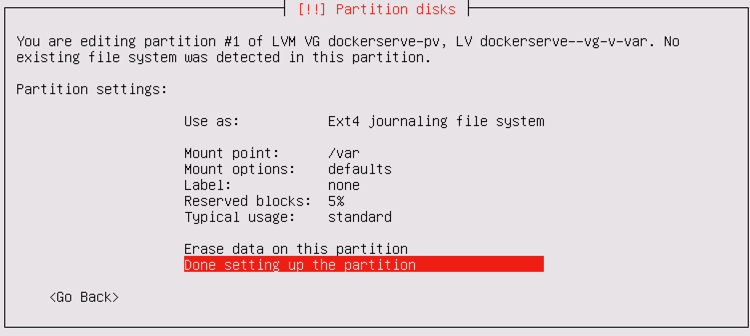 [!!] Partition disks
You are editing partition #1 of LVM VG dockerserve-pv, LV dockerserve--vg-v-var. No
existing file system was detected in this partition.
Partition settings:
Use as: Ext4 journaling file system
Mount point: /var
Mount options: defaults
Label: none
Reserved blocks: 5%
Typical usage: standard
Erase data on this partition
Done setting up the partition
<Go Back>